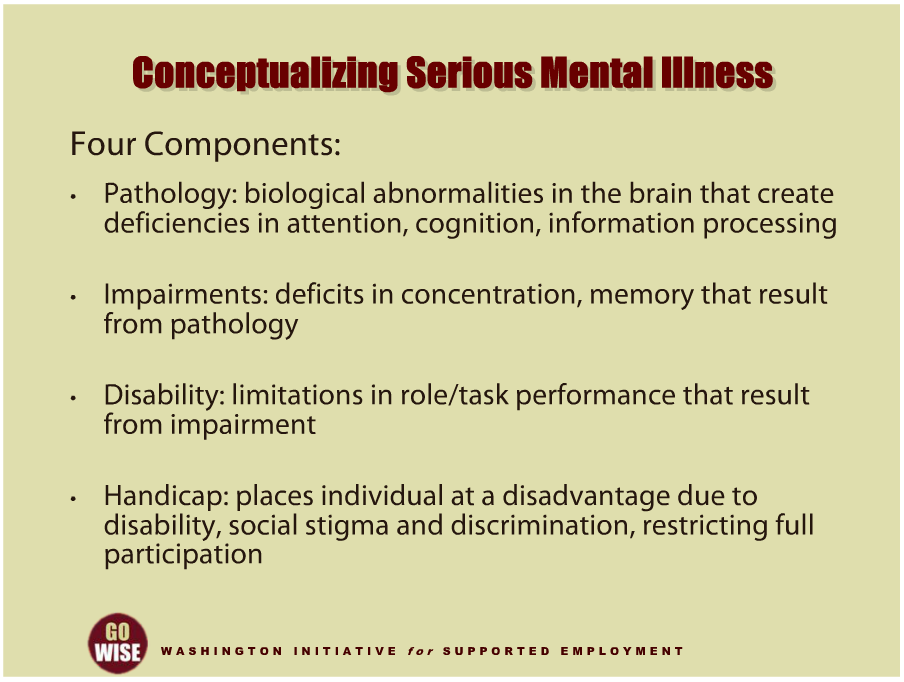 Conceptualizing Serious Mental Illness
Four Components:
• Pathology: biological abnormalities in the brain that create
deficiencies in attention, cognition, information processing
• Impairments: deficits in concentration, memory that result
from pathology
• Disability: limitations in role/task performance that result
from impairment
• Handicap: places individual at a disadvantage due to
disability, social stigma and discrimination, restricting full
participation
GO
WISE
WASHINGTON INITIATIVE for SUPPORTED EMPLOYMENT